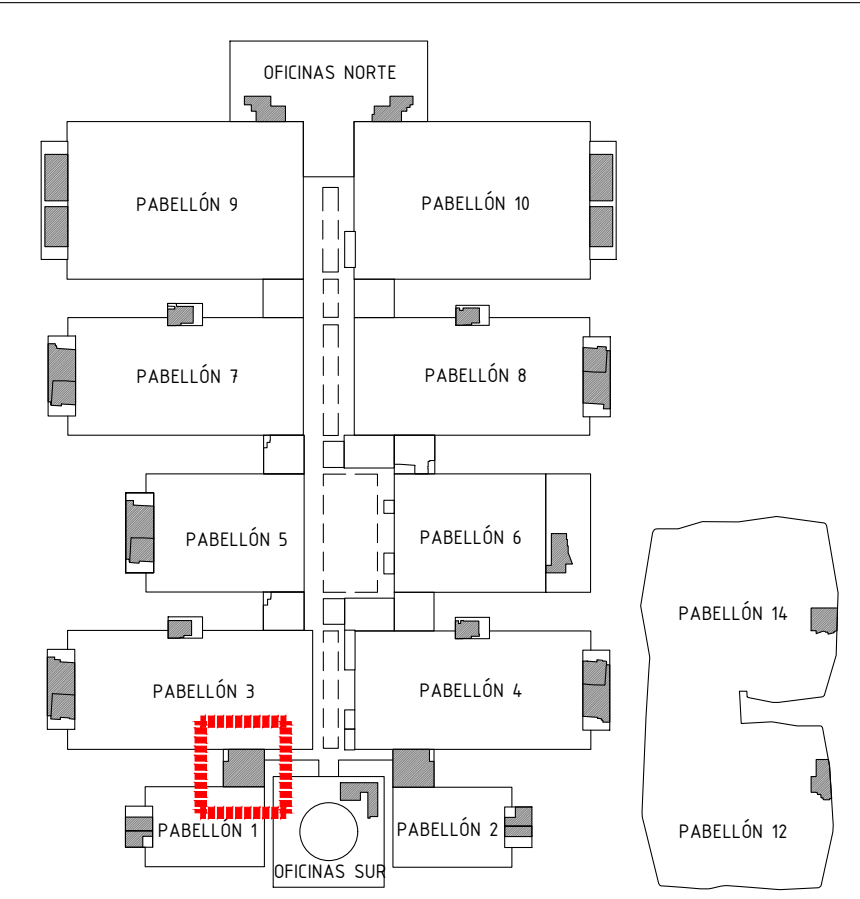 OFICINAS NORTE
PABELLÓN 9
PABELLÓN 10
PABELLÓN 7
PABELLÓN 8
PABELLÓN 5
PABELLÓN 6
PABELLÓN 14
PABELLÓN 3
PABELLÓN 4
PABELLÓN 1
PABELLÓN 2
PABELLÓN 12
OFICINAS SUR